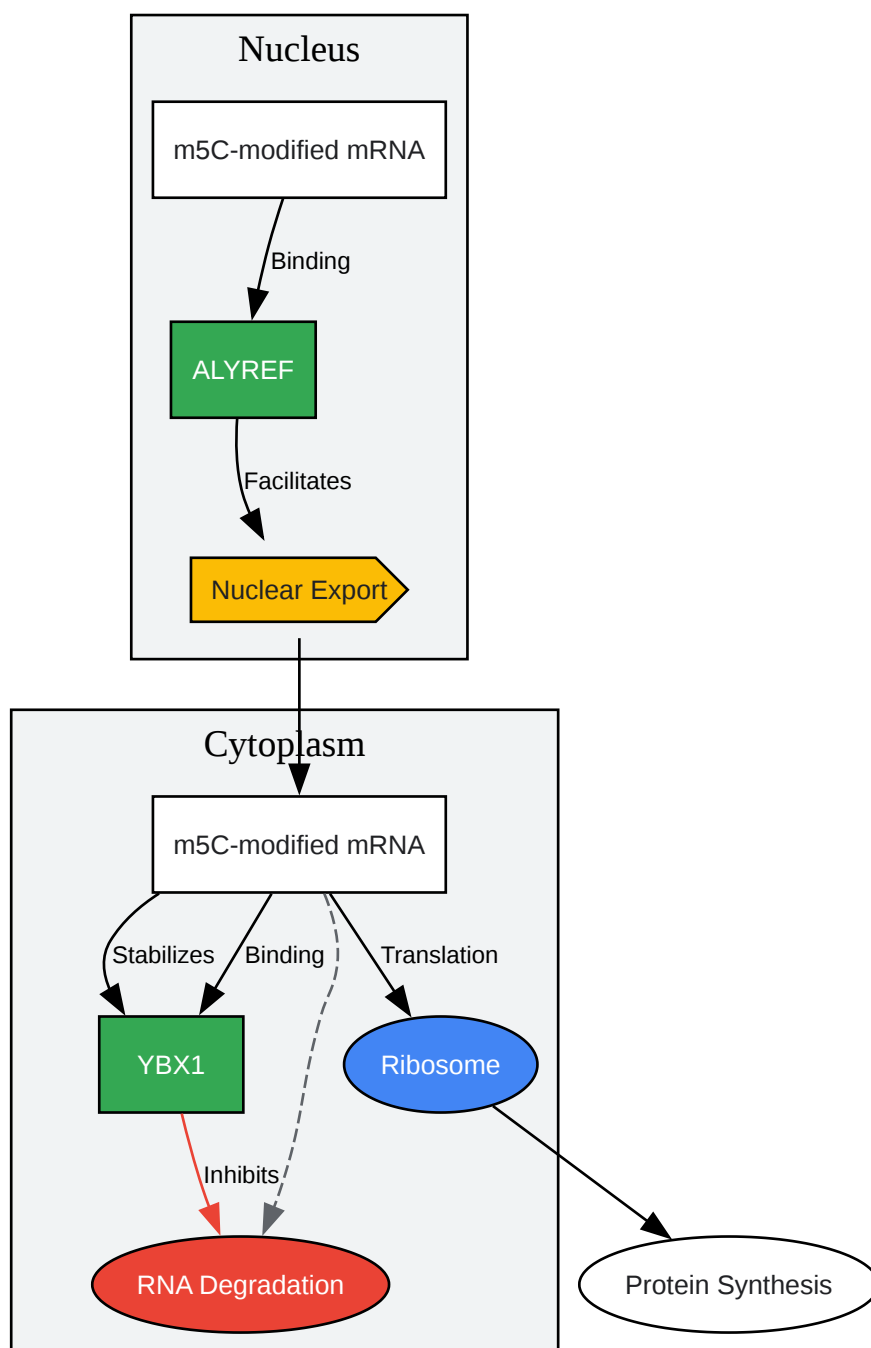 Nucleus
m5C-modified mRNA
Binding
ALYREF
Facilitates
Nuclear Export
Cytoplasm
m5C-modified mRNA
Stabilizes
Binding
Translation
YBX1
Ribosome
Inhibits
RNA Degradation
Protein Synthesis